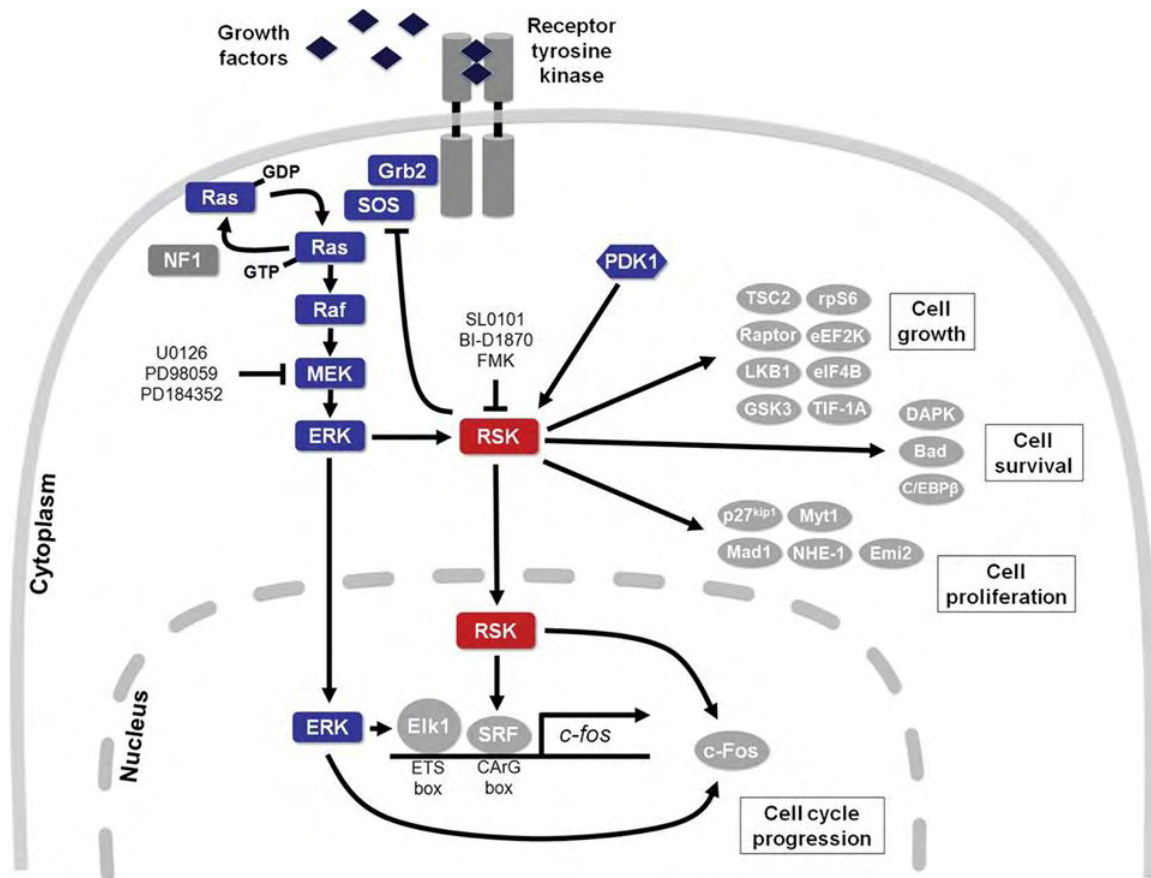 Growth
factors
Receptor
tyrosine
kinase
Grb2
SOS
GDP
Ras
Ras
NF1
GTP
PDK1
Raf
SL0101
BI-D1870
FMK
U0126
PD98059
PD184352
MEK
ERK
RSK
TSC2 rpS6
Raptor eEF2K
LKB1 eIF4B
GSK3 TIF-1A
Cell
growth
DAPK
Bad
C/EBPβ
Cell
survival
p27kip1 Myt1
Mad1 NHE-1 Emi2
Cell
proliferation
Cytoplasm
Nucleus
RSK
ERK
Elk1
SRF
c-fos
c-Fos
ETS
box
CArG
box
Cell cycle
progression